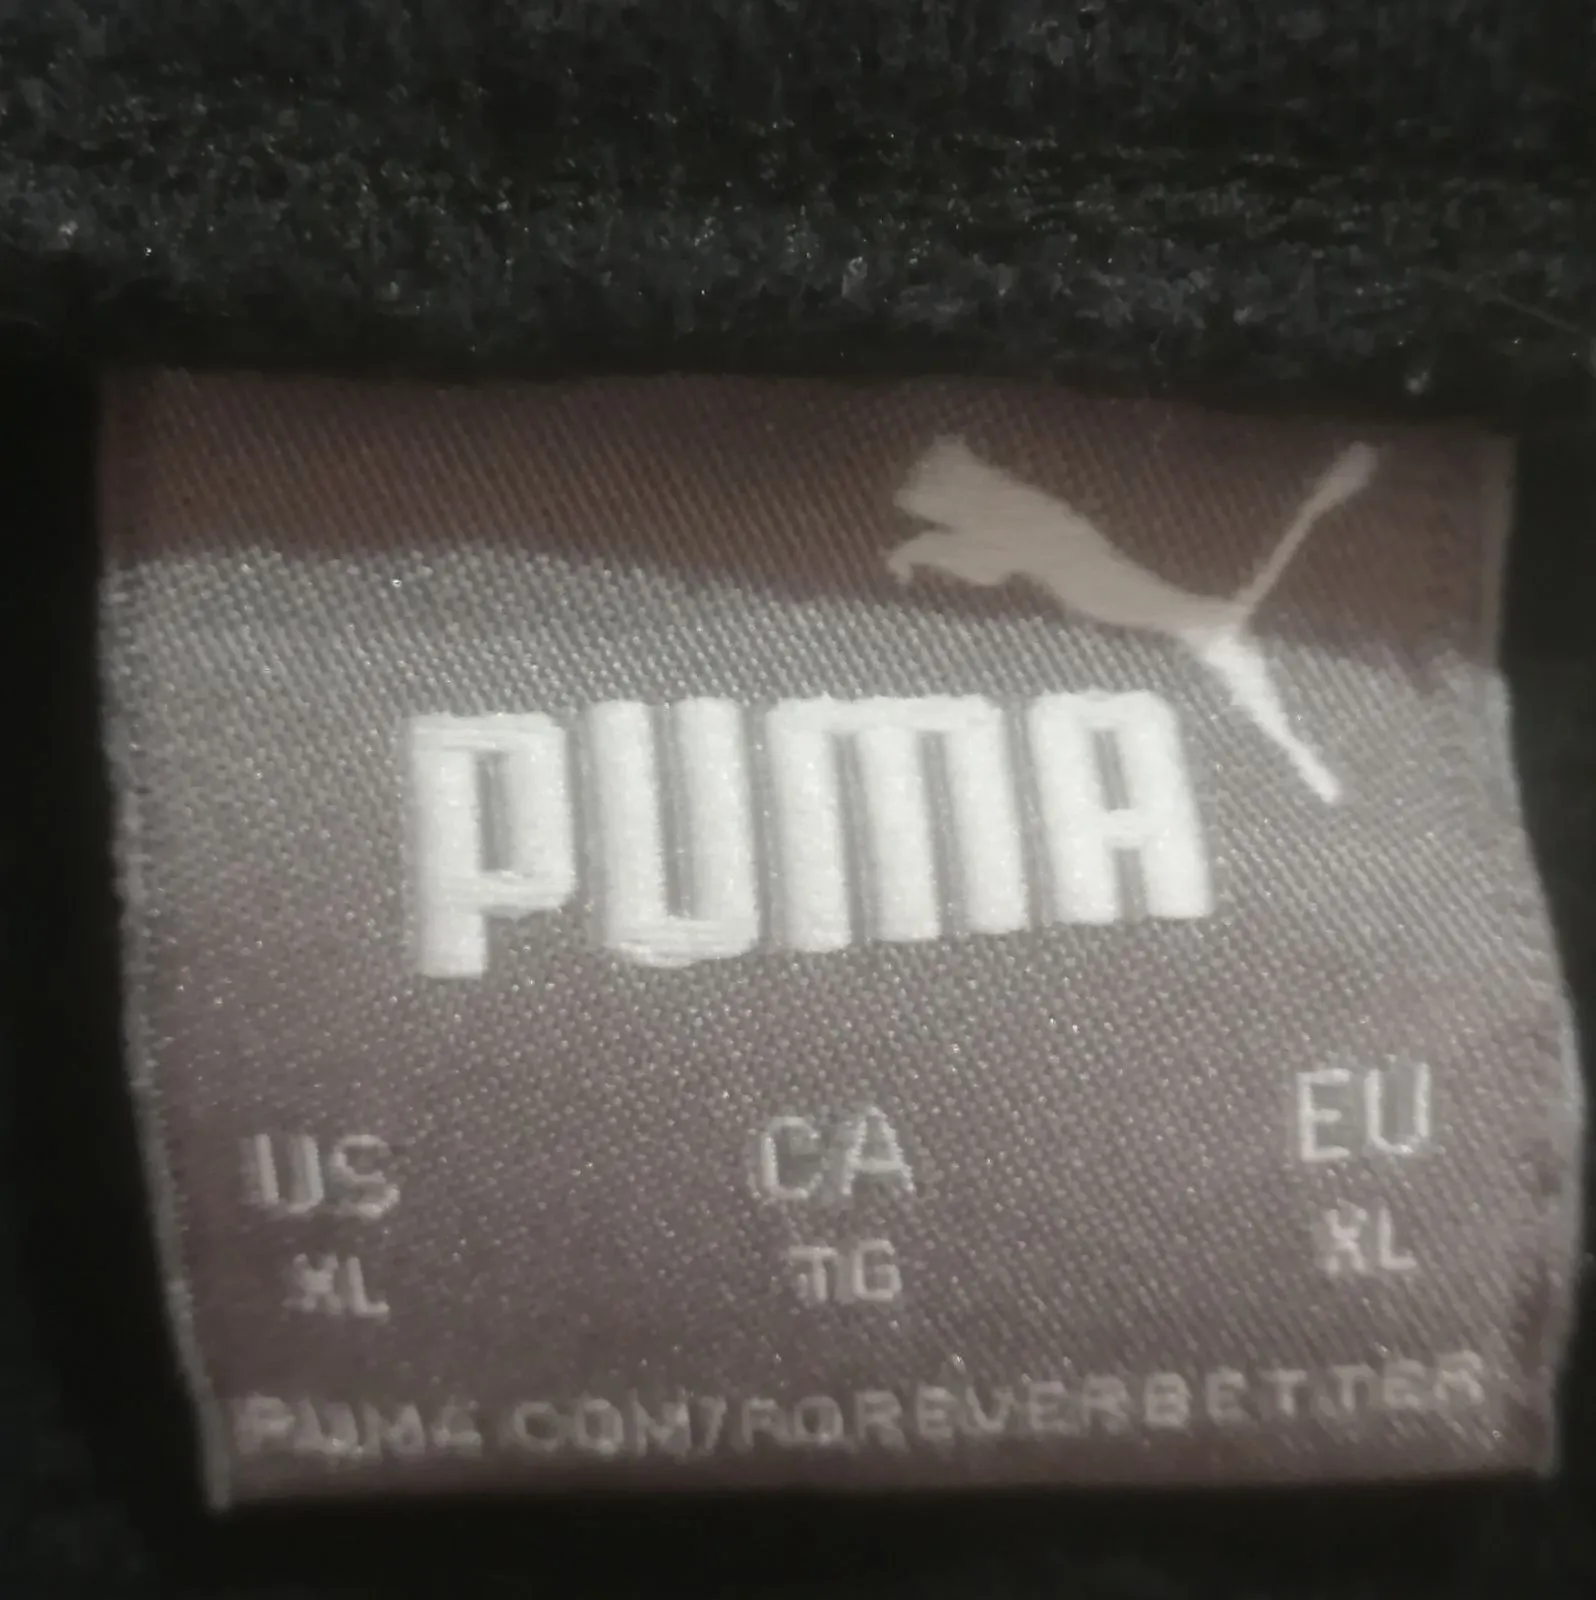 PUMA
US CA EU
XL TG XL
PUMA.COM/FOREVERBETTER